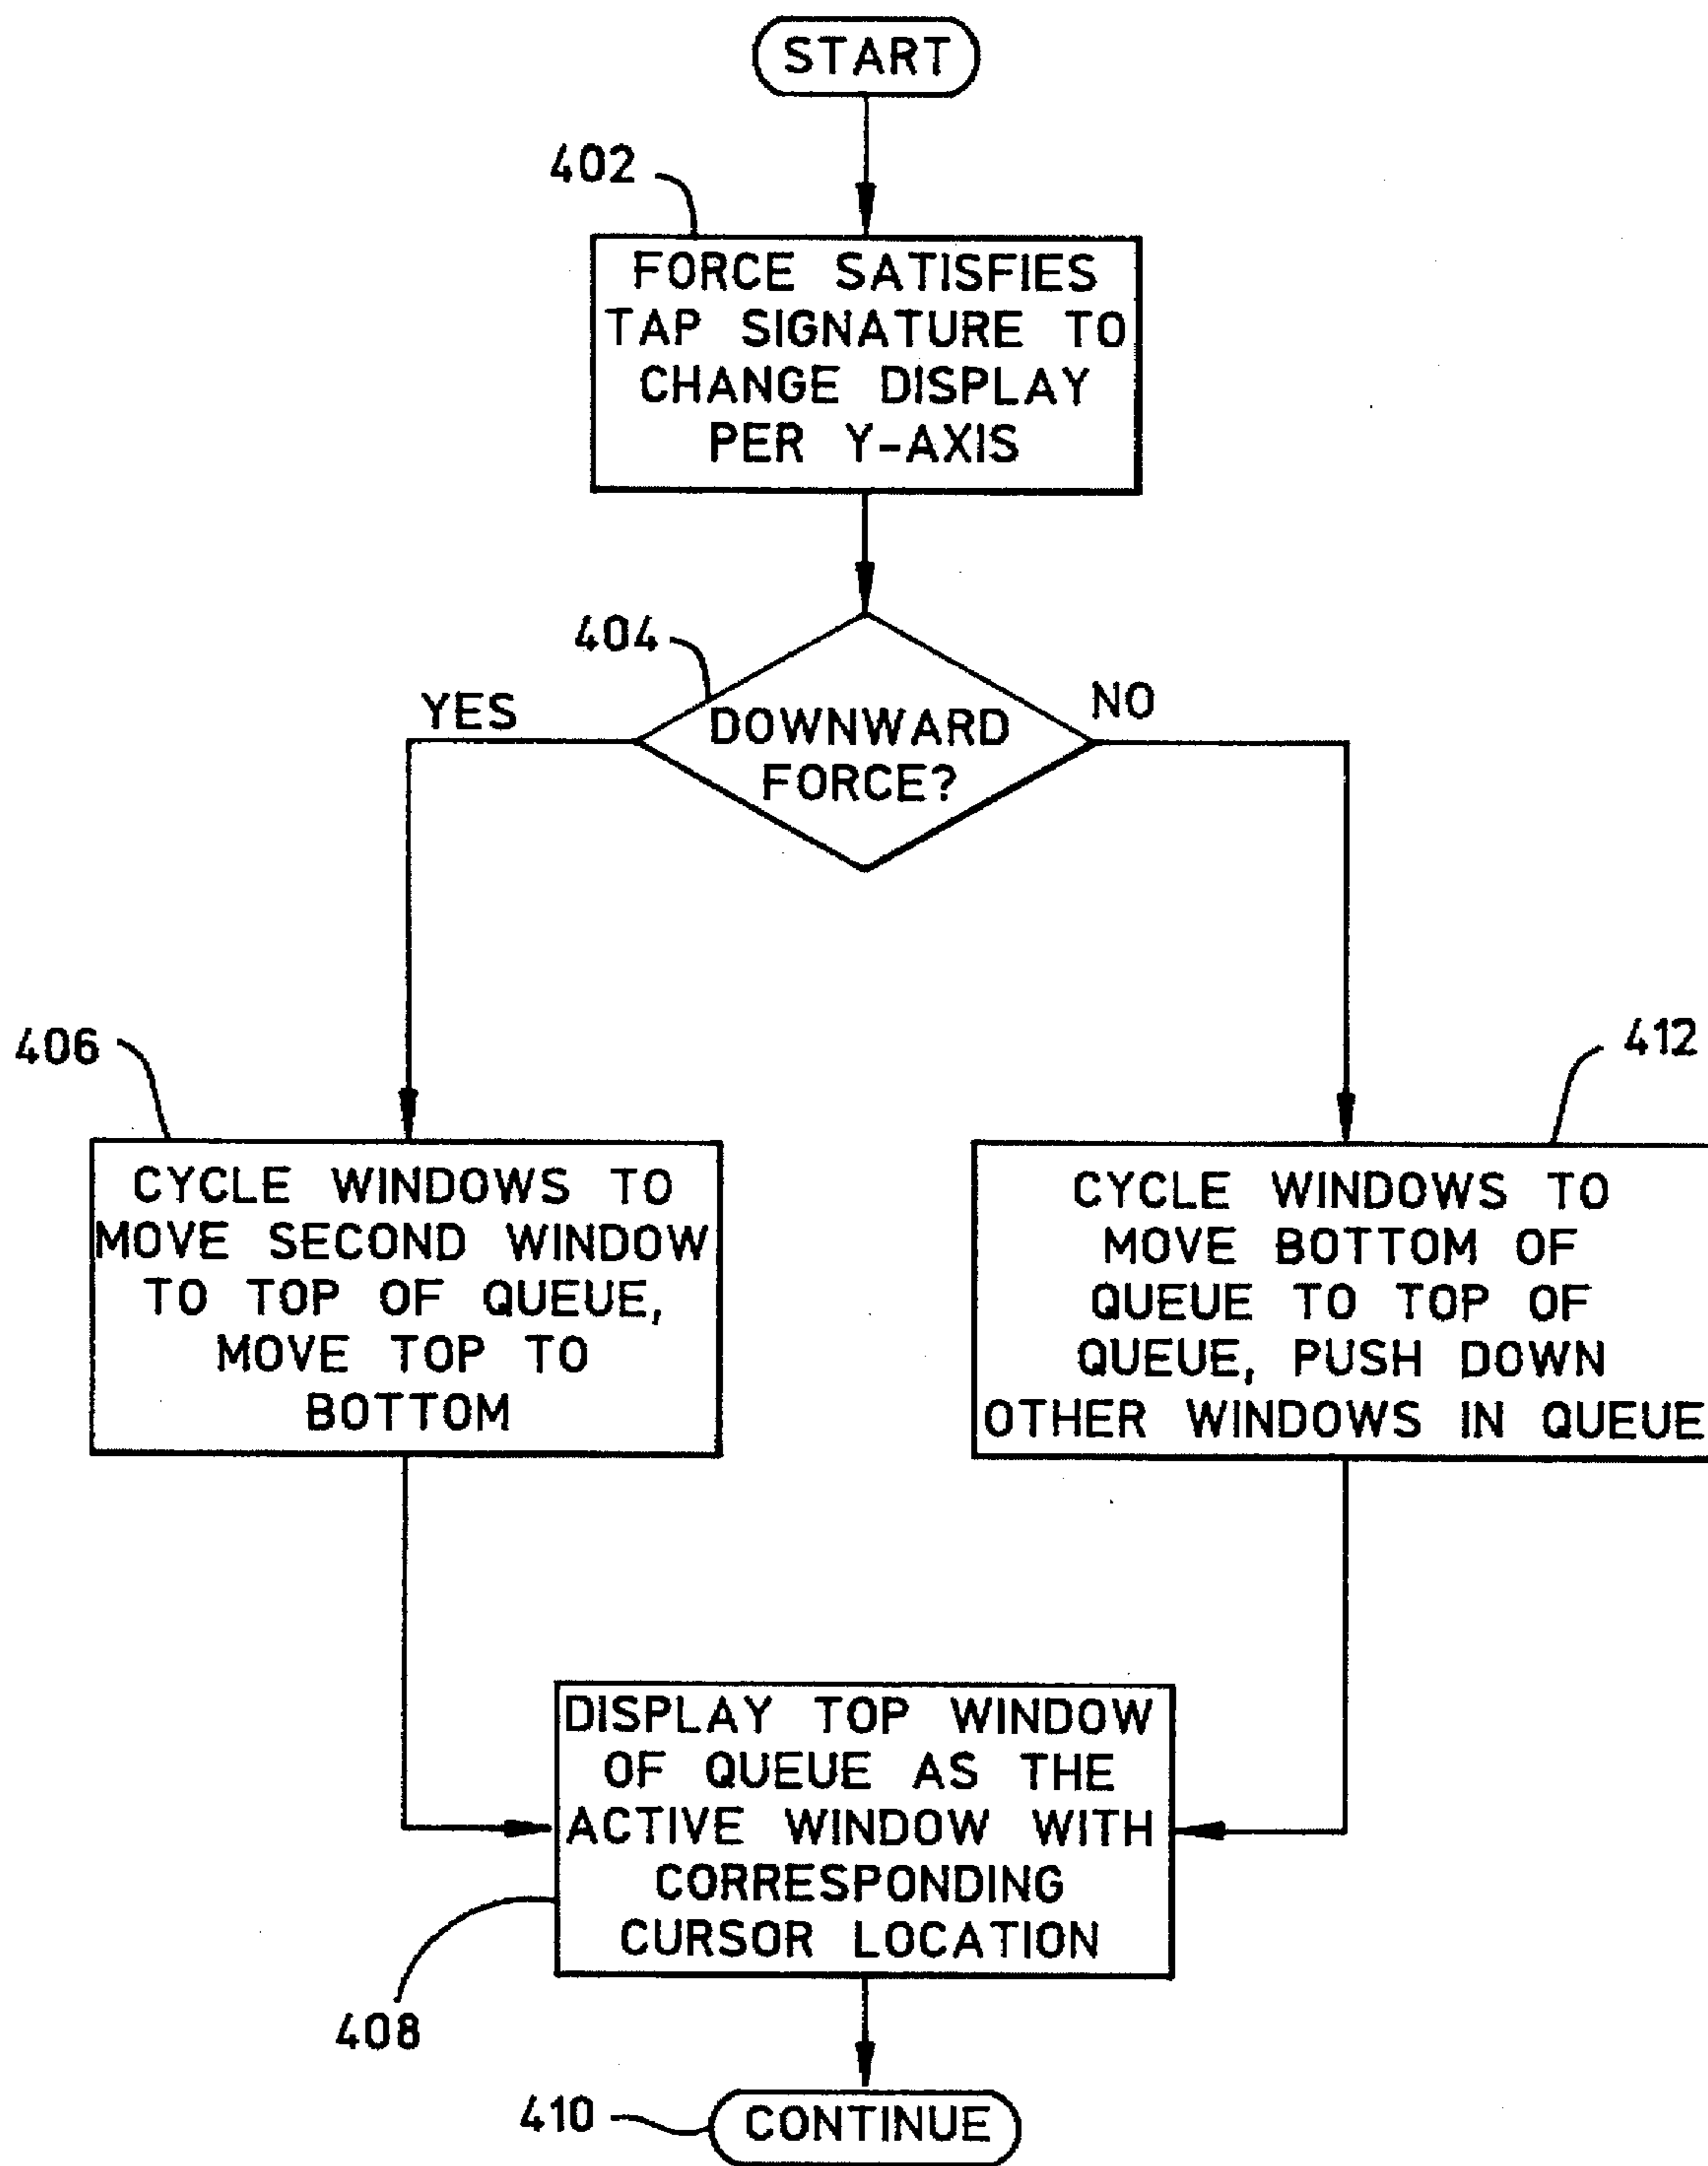 START
402
FORCE SATISFIES
TAP SIGNATURE TO
CHANGE DISPLAY
PER Y-AXIS
404
YES
DOWNWARD
FORCE?
NO
406
CYCLE WINDOWS TO
MOVE SECOND WINDOW
TO TOP OF QUEUE,
MOVE TOP TO
BOTTOM
412
CYCLE WINDOWS TO
MOVE BOTTOM OF
QUEUE TO TOP OF
QUEUE, PUSH DOWN
OTHER WINDOWS IN QUEUE
DISPLAY TOP WINDOW
OF QUEUE AS THE
ACTIVE WINDOW WITH
CORRESPONDING
CURSOR LOCATION
408
410
CONTINUE